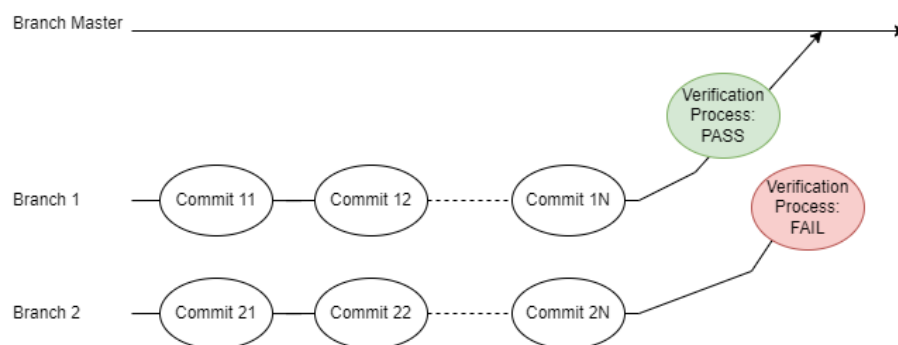 Branch Master
Verification
Process:
PASS
Branch 1
Commit 11
Commit 12
Commit 1N
Verification
Process:
FAIL
Branch 2
Commit 21
Commit 22
Commit 2N